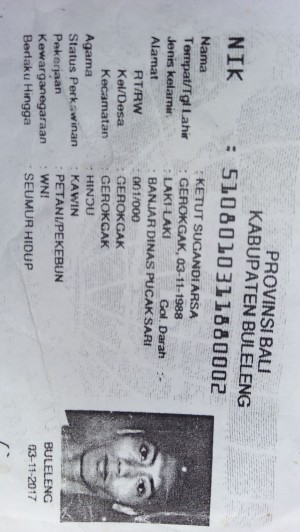 PROVINSI BALI
KABUPATEN BULELENG
NIK : 5108010311880002
Nama : KETUT SUGANDI ARSA
Tempat/Tgl Lahir : GEROKGAK, 03-11-1988
Jenis kelamin : LAKI-LAKI Gol. Darah :-
Alamat : BANJAR DINAS PUCAK SARI
RT/RW : 001/000
Kel/Desa : GEROKGAK
Kecamatan : GEROKGAK
Agama : HINDU
Status Perkawinan : KAWIN
Pekerjaan : PETANI/PEKEBUN
Kewarganegaraan : WNI
Berlaku Hingga : SEUMUR HIDUP
BULELENG
03-11-2017